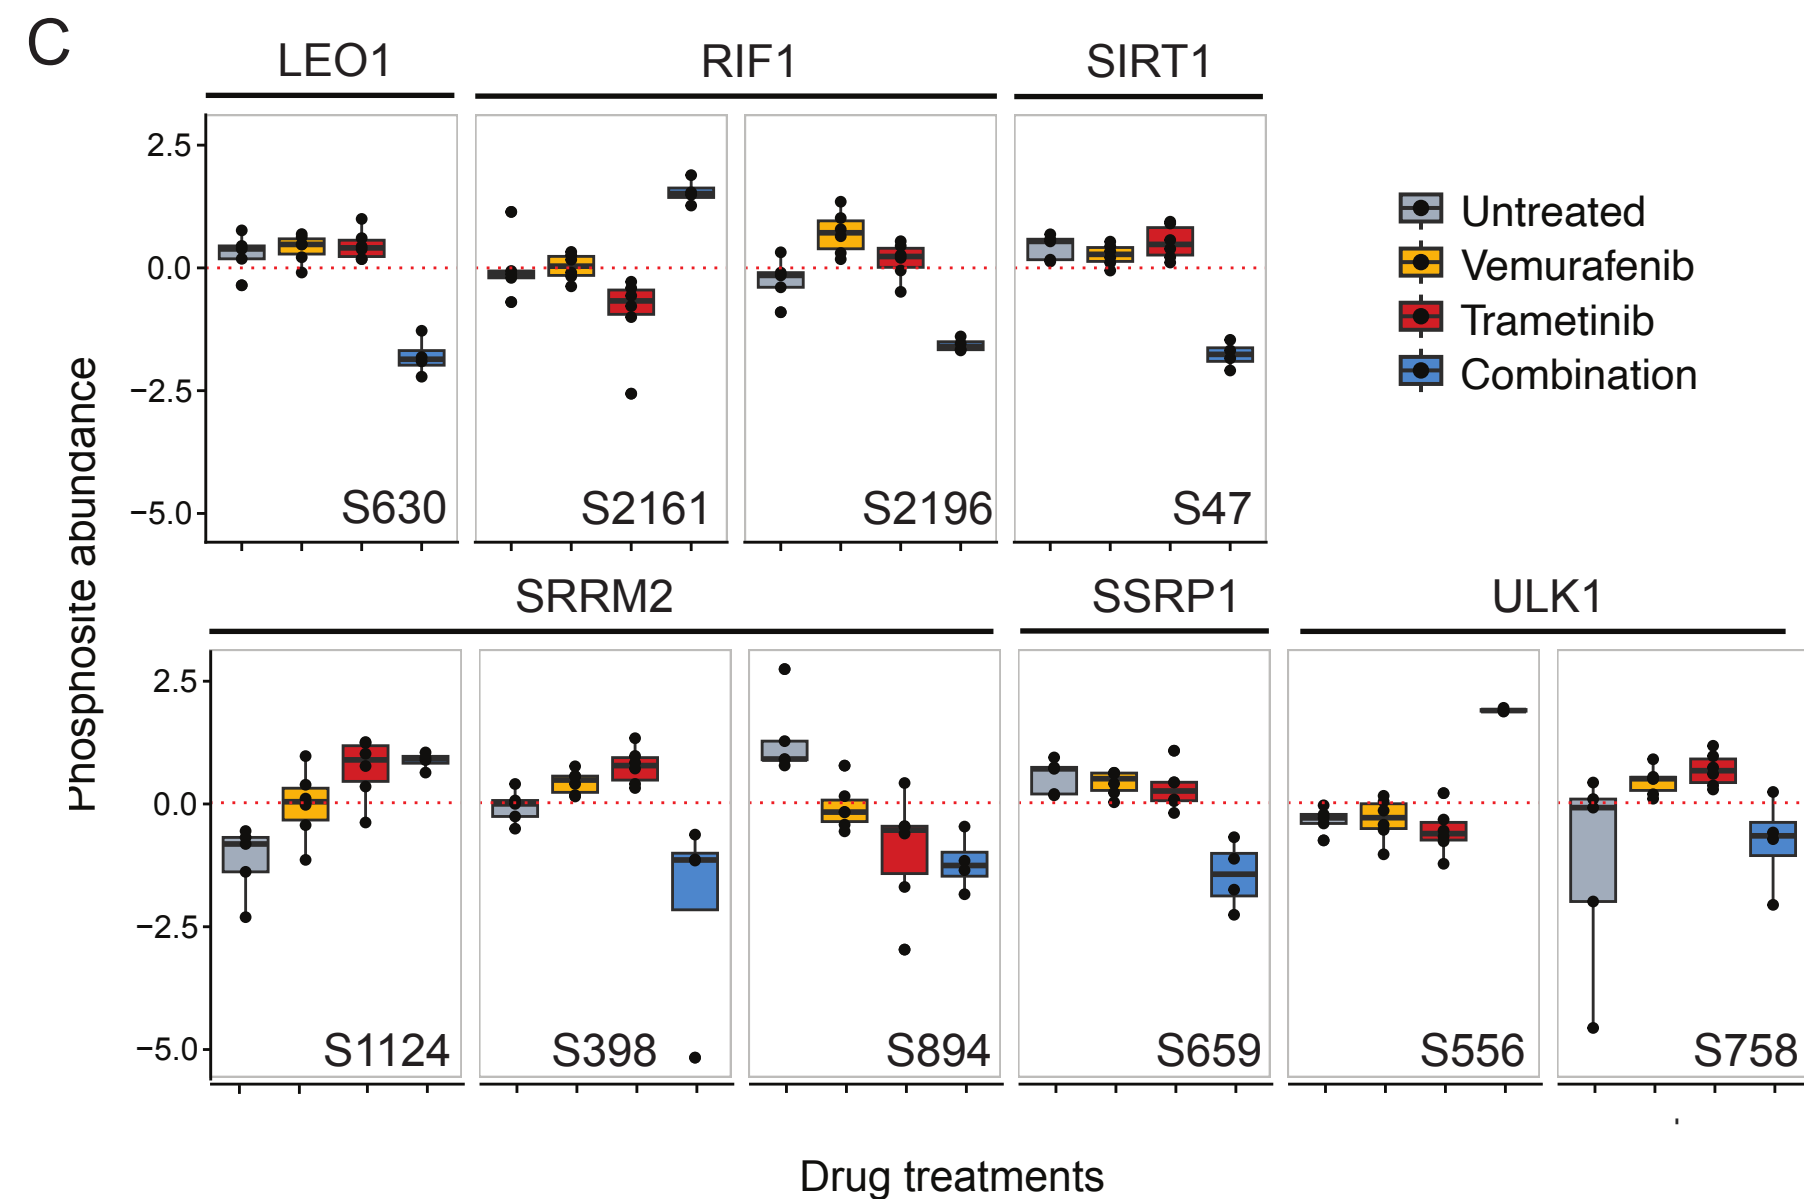 C
LEO1 RIF1 SIRT1
2.5
0.0
−2.5
−5.0
S630 S2161 S2196 S47
Untreated
Vemurafenib
Trametinib
Combination
Phosphosite abundance
SRRM2 SSRP1 ULK1
2.5
0.0
−2.5
−5.0
S1124 S398 S894 S659 S556 S758
Drug treatments